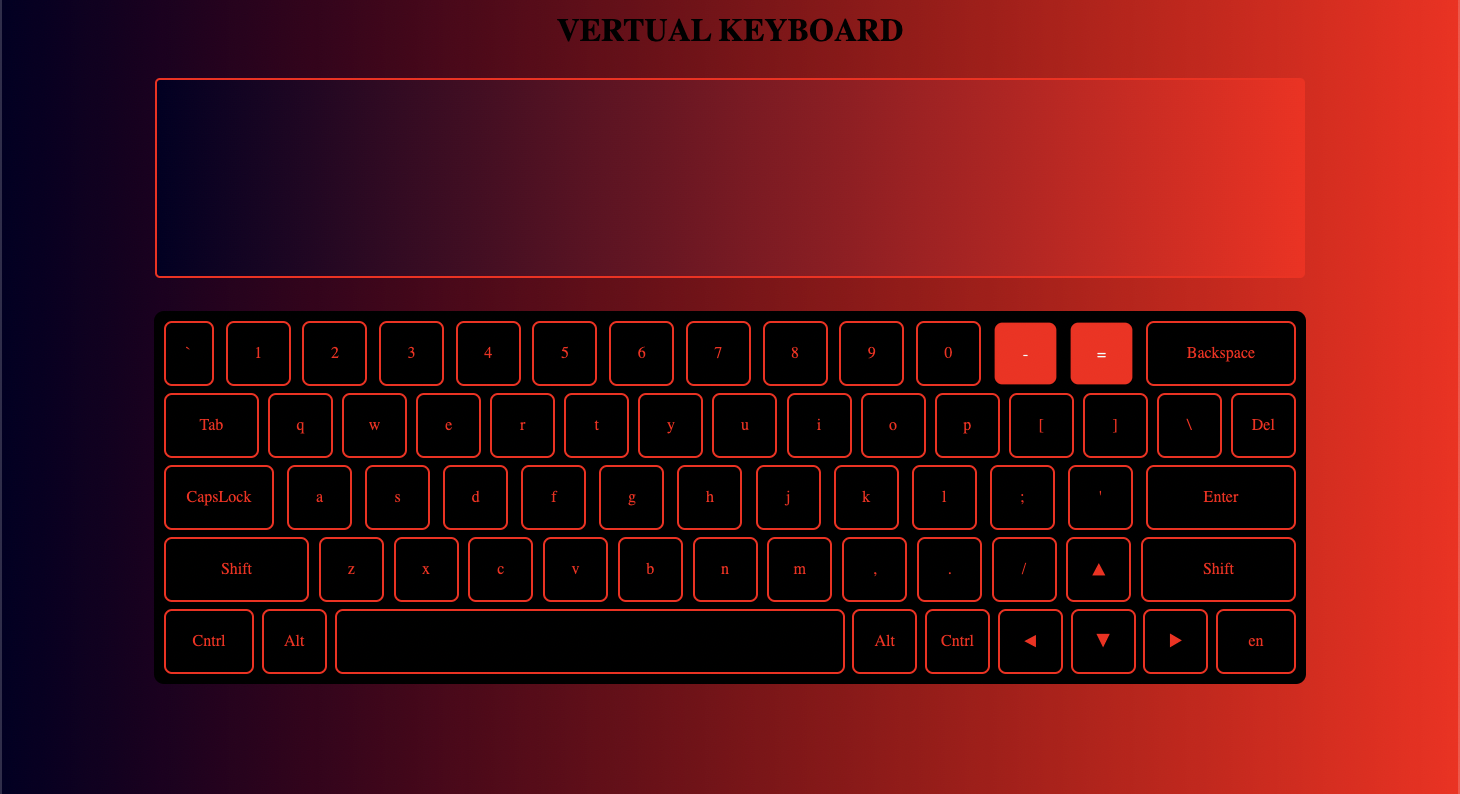 VERTUAL KEYBOARD
` 1 2 3 4 5 6 7 8 9 0 - = Backspace
Tab q w e r t y u i o p [ ] \ Del
CapsLock a s d f g h j k l ; ' Enter
Shift z x c v b n m , . / ▲ Shift
Cntrl Alt Alt Cntrl ◄ ▼ ► en